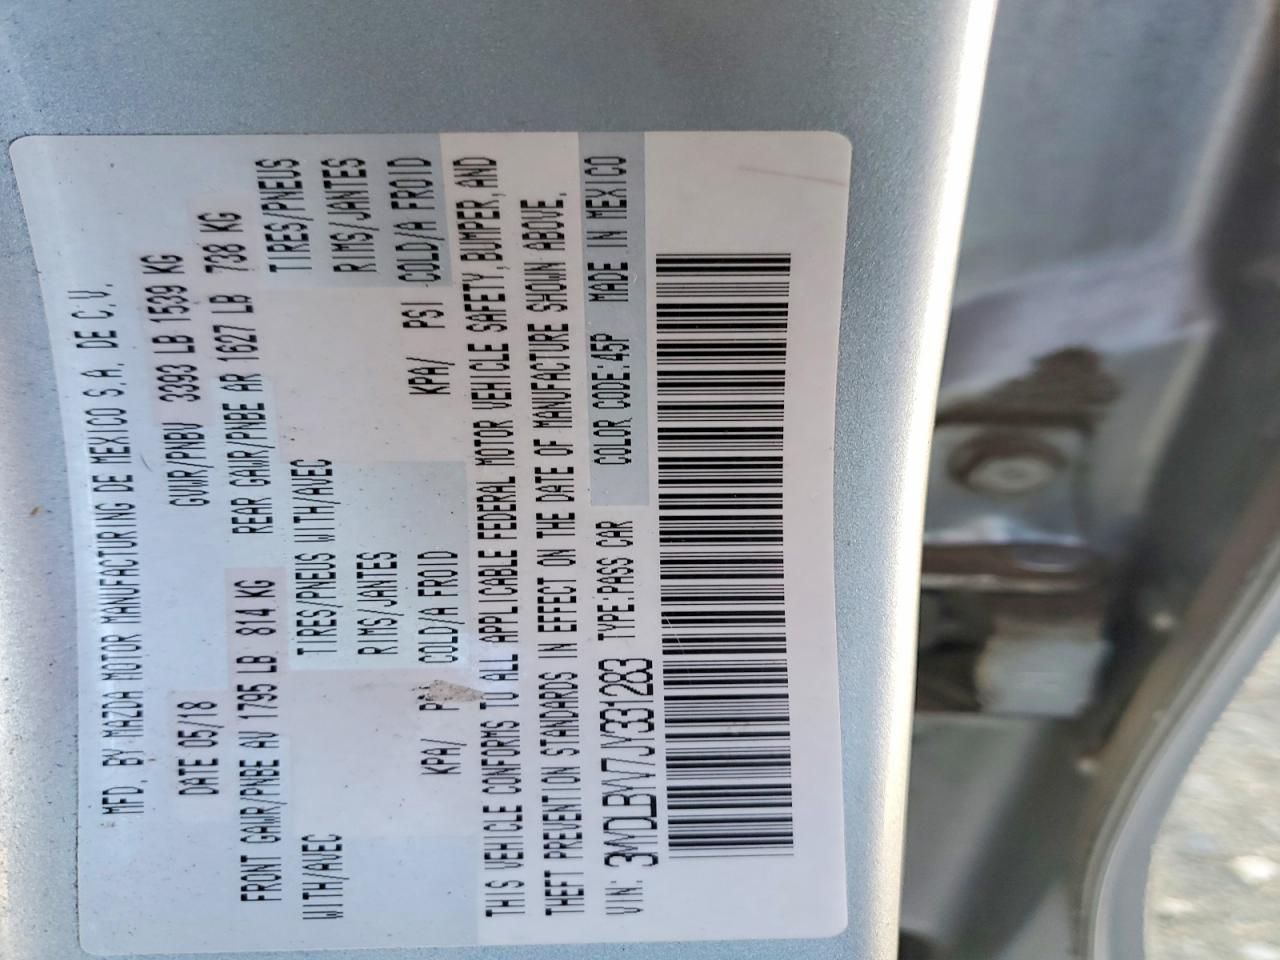 MFD. BY MAZDA MOTOR MANUFACTURING DE MEXICO S.A. DE C.V.
DATE 05/18 GVWR/PNBV 3393 LB 1539 KG
FRONT GAWR/PNBE AV 1795 LB 814 KG REAR GAWR/PNBE AR 1627 LB 738 KG
WITH/AVEC TIRES/PNEUS WITH/AVEC TIRES/PNEUS
RIMS/JANTES RIMS/JANTES
KPA/ COLD/A FROID KPA/ PSI COLD/A FROID
THIS VEHICLE CONFORMS TO ALL APPLICABLE FEDERAL MOTOR VEHICLE SAFETY, BUMPER, AND
THEFT PREVENTION STANDARDS IN EFFECT ON THE DATE OF MANUFACTURE SHOWN ABOVE.
VIN: 3MYDLBYV7JY331283 TYPE:PASS CAR COLOR CODE:45P MADE IN MEXICO